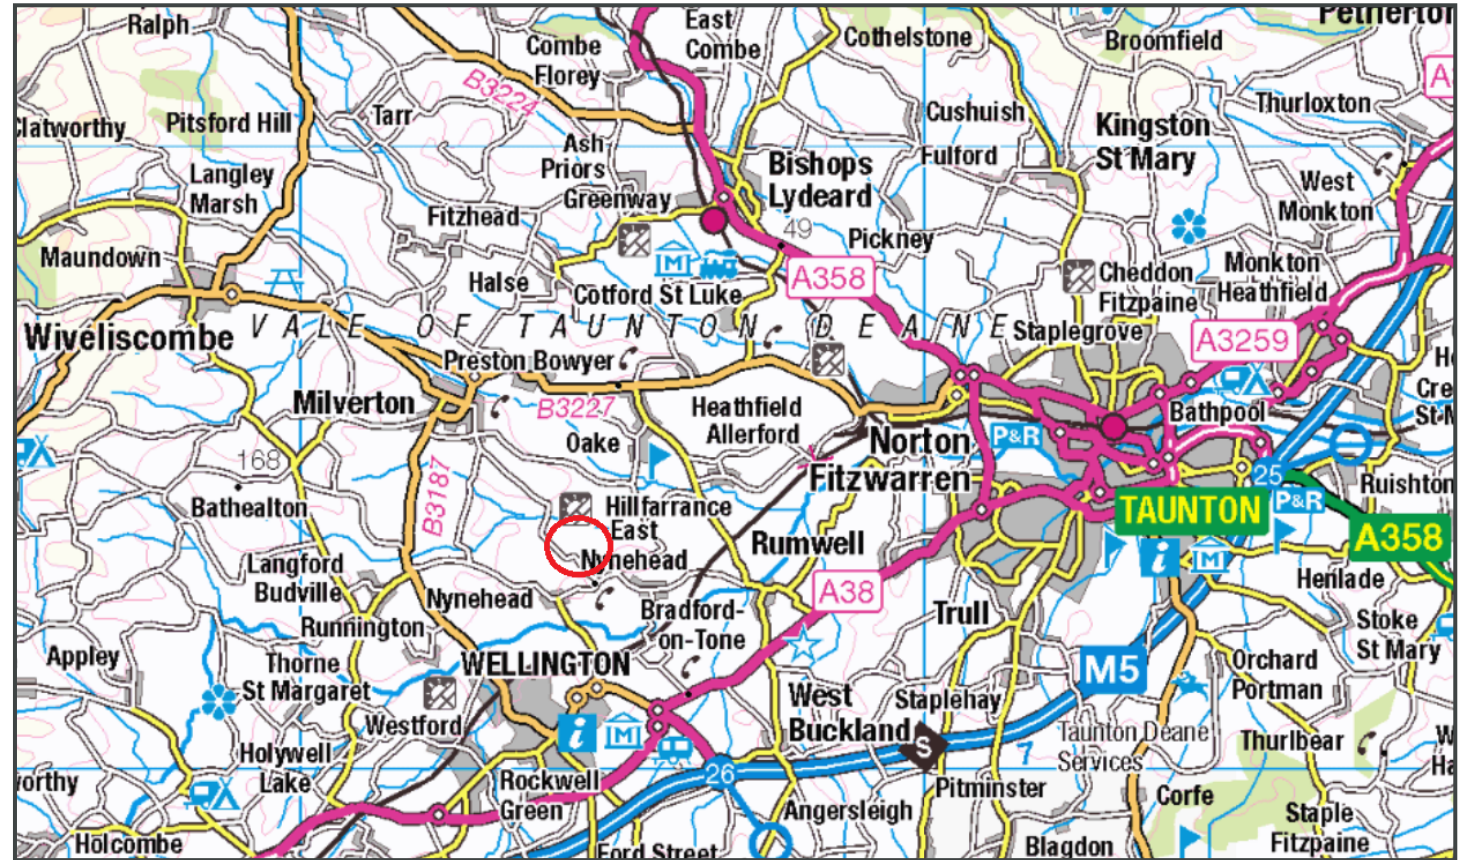 Ralph
East
Combe
Cothelstone
Broomfield
Petherton
Combe
Florey
B3224
Clatworthy
Pitsford Hill
Tarr
Cushuish
Kingston
St Mary
Thurloxton
Ash
Priors
Fulford
Langley
Marsh
Greenway
Bishops
Lydeard
West
Monkton
Fitzhead
49
Pickney
Maundown
Halse
M
Cotford St Luke
A358
Cheddon
Fitzpaine
Monkton
Heathfield
Wiveliscombe
VALE OF TAUNTON DEANE
Staplegrove
A3259
Preston Bowyer
Milverton
B3227
Heathfield
Allerford
Bathpool
Oake
Norton
Fitzwarren
P&R
168
B3187
25
Ruishton
Bathealton
Hillfarrance
P&R
TAUNTON
East
Nynehead
Rumwell
A358
Langford
Budville
A38
i
M
Henlade
Nynehead
Bradford-
on-Tone
Trull
Runnington
Stoke
St Mary
Appley
Thorne
St Margaret
WELLINGTON
M5
Orchard
Portman
West
Buckland
Staplehay
Westford
i
M
S
7
Taunton Deane
Services
Thurlbear
Holywell
Lake
Rockwell
Green
26
Pitminster
Angersleigh
Corfe
Staple
Fitzpaine
Holcombe
Ford Street
Blagdon